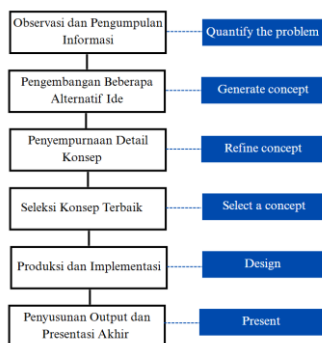 Observasi dan Pengumpulan
Informasi
Quantify the problem
Pengembangan Beberapa
Alternatif Ide
Generate concept
Penyempurnaan Detail
Konsep
Refine concept
Seleksi Konsep Terbaik
Select a concept
Produksi dan Implementasi
Design
Penyusunan Output dan
Presentasi Akhir
Present